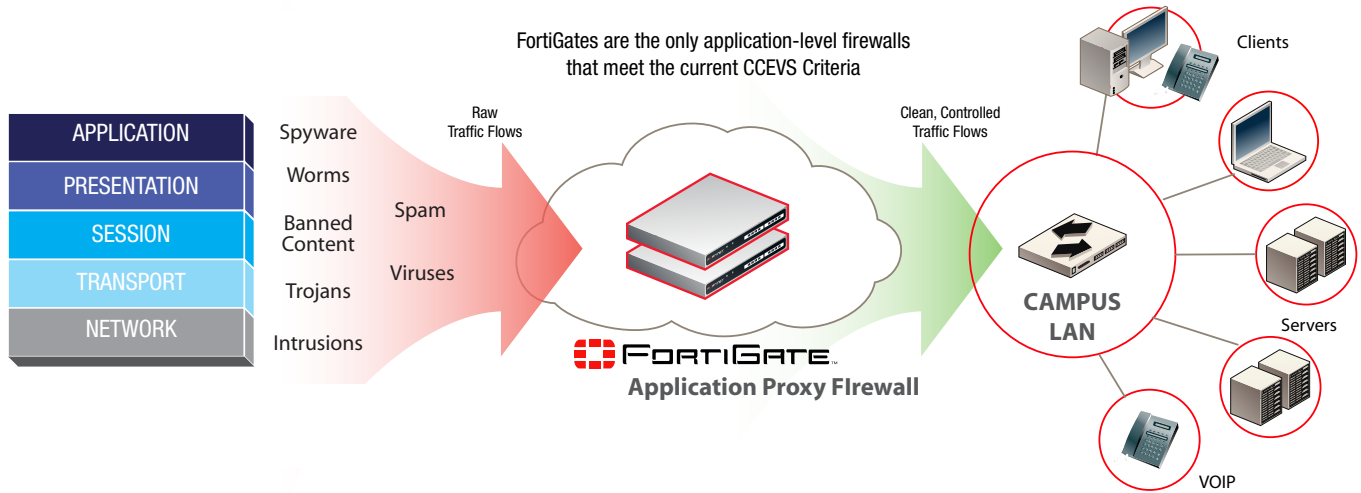 FortiGates are the only application-level firewalls
that meet the current CCEVS Criteria
APPLICATION
PRESENTATION
SESSION
TRANSPORT
NETWORK
Spyware
Worms
Banned
Content
Trojans
Intrusions
Spam
Viruses
Raw
Traffic Flows
FORTIGATE™
Application Proxy FIrewall
Clean, Controlled
Traffic Flows
CAMPUS
LAN
Clients
Servers
VOIP